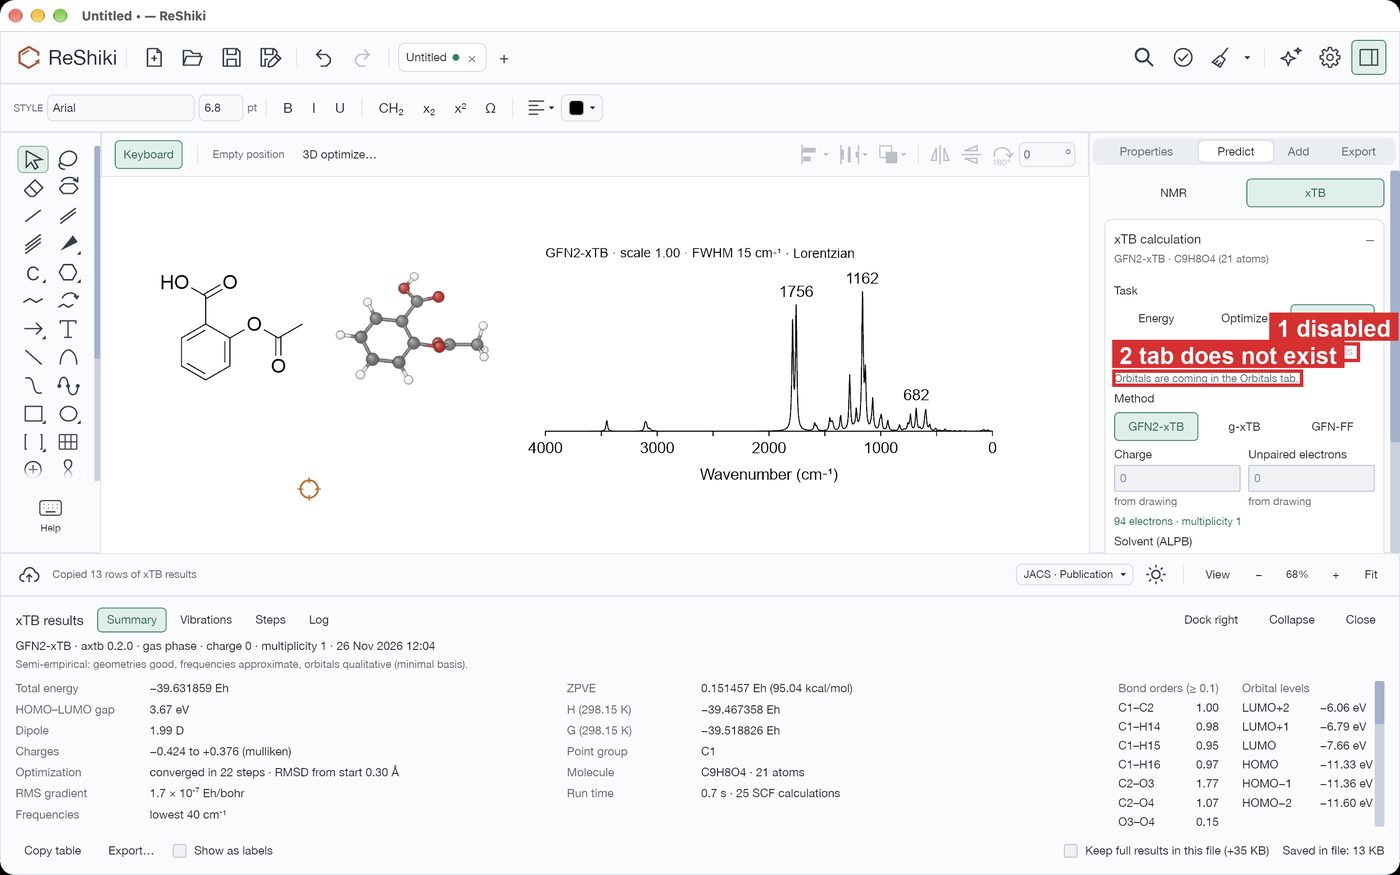 Untitled • — ReShiki
ReShiki
Untitled
STYLE
Arial
6.8
pt
B I U
CH₂ x₂ x² Ω
Keyboard
Empty position
3D optimize...
180°
0 °
Properties
Predict
Add
Export
NMR
xTB
xTB calculation
GFN2-xTB · C9H8O4 (21 atoms)
Task
Energy
Optimize
1 disabled
2 tab does not exist
Orbitals are coming in the Orbitals tab.
Method
GFN2-xTB
g-xTB
GFN-FF
Charge
Unpaired electrons
0
0
from drawing
from drawing
94 electrons · multiplicity 1
Solvent (ALPB)
C
T
Help
HO
O
O
O
GFN2-xTB · scale 1.00 · FWHM 15 cm⁻¹ · Lorentzian
1756
1162
682
4000 3000 2000 1000 0
Wavenumber (cm⁻¹)
Copied 13 rows of xTB results
JACS · Publication
View
− 68% +
Fit
xTB results
Summary
Vibrations
Steps
Log
Dock right
Collapse
Close
GFN2-xTB · axtb 0.2.0 · gas phase · charge 0 · multiplicity 1 · 26 Nov 2026 12:04
Semi-empirical: geometries good, frequencies approximate, orbitals qualitative (minimal basis).
Total energy −39.631859 Eh
HOMO–LUMO gap 3.67 eV
Dipole 1.99 D
Charges −0.424 to +0.376 (mulliken)
Optimization converged in 22 steps · RMSD from start 0.30 Å
RMS gradient 1.7 × 10⁻⁷ Eh/bohr
Frequencies lowest 40 cm⁻¹
ZPVE 0.151457 Eh (95.04 kcal/mol)
H (298.15 K) −39.467358 Eh
G (298.15 K) −39.518826 Eh
Point group C1
Molecule C9H8O4 · 21 atoms
Run time 0.7 s · 25 SCF calculations
Bond orders (≥ 0.1)
C1–C2 1.00
C1–H14 0.98
C1–H15 0.95
C1–H16 0.97
C2–O3 1.77
C2–O4 1.07
O3–O4 0.15
Orbital levels
LUMO+2 −6.06 eV
LUMO+1 −6.79 eV
LUMO −7.66 eV
HOMO −11.33 eV
HOMO−1 −11.36 eV
HOMO−2 −11.60 eV
Copy table
Export...
Show as labels
Keep full results in this file (+35 KB)
Saved in file: 13 KB